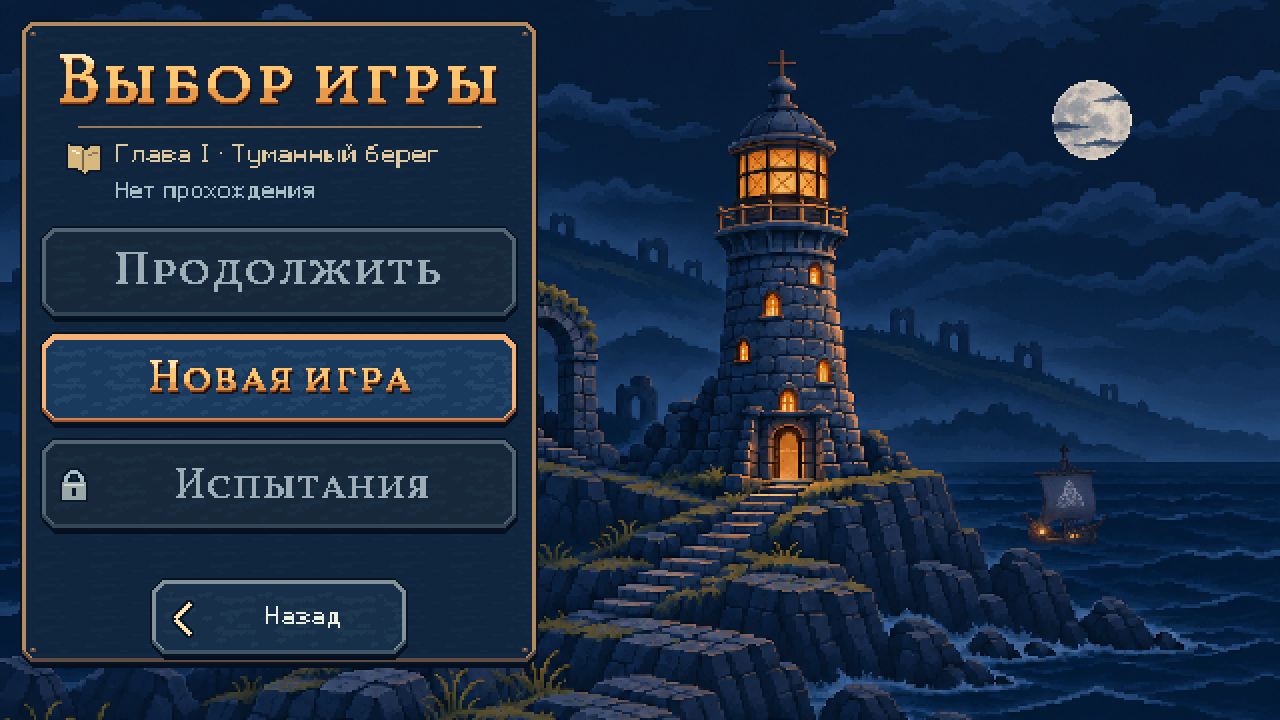 Выбор игры
Глава I · Туманный берег
Нет прохождения
Продолжить
Новая игра
Испытания
Назад